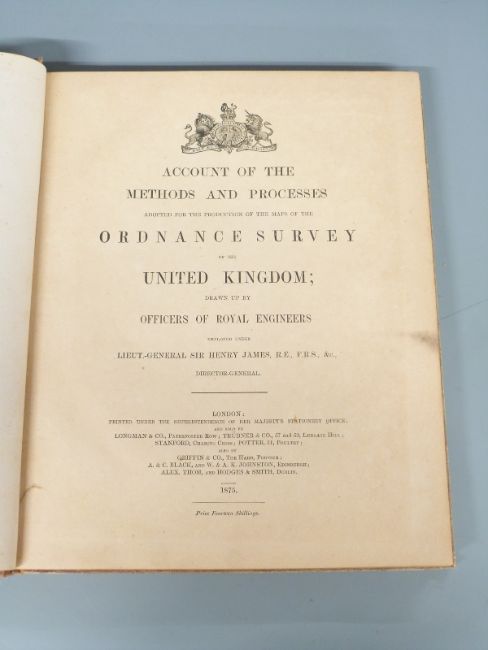 ACCOUNT OF THE
METHODS AND PROCESSES
ADOPTED FOR THE PRODUCTION OF THE MAPS OF THE
ORDNANCE SURVEY
OF THE
UNITED KINGDOM;
DRAWN UP BY
OFFICERS OF ROYAL ENGINEERS
EMPLOYED UNDER
LIEUT.-GENERAL SIR HENRY JAMES, R.E., F.R.S., &c.,
DIRECTOR-GENERAL.
LONDON:
PRINTED UNDER THE SUPERINTENDENCE OF HER MAJESTY'S STATIONERY OFFICE:
AND SOLD BY
LONGMAN & CO., PATERNOSTER ROW; TRÜBNER & CO., 57 and 59, LUDGATE HILL;
STANFORD, CHARING CROSS; POTTER, 31, POULTRY;
ALSO BY
GRIFFIN & CO., THE HARD, PORTSEA;
A. & C. BLACK, AND W. & A. K. JOHNSTON, EDINBURGH;
ALEX. THOM, AND HODGES & SMITH, DUBLIN.
1875.
Price Fourteen Shillings.